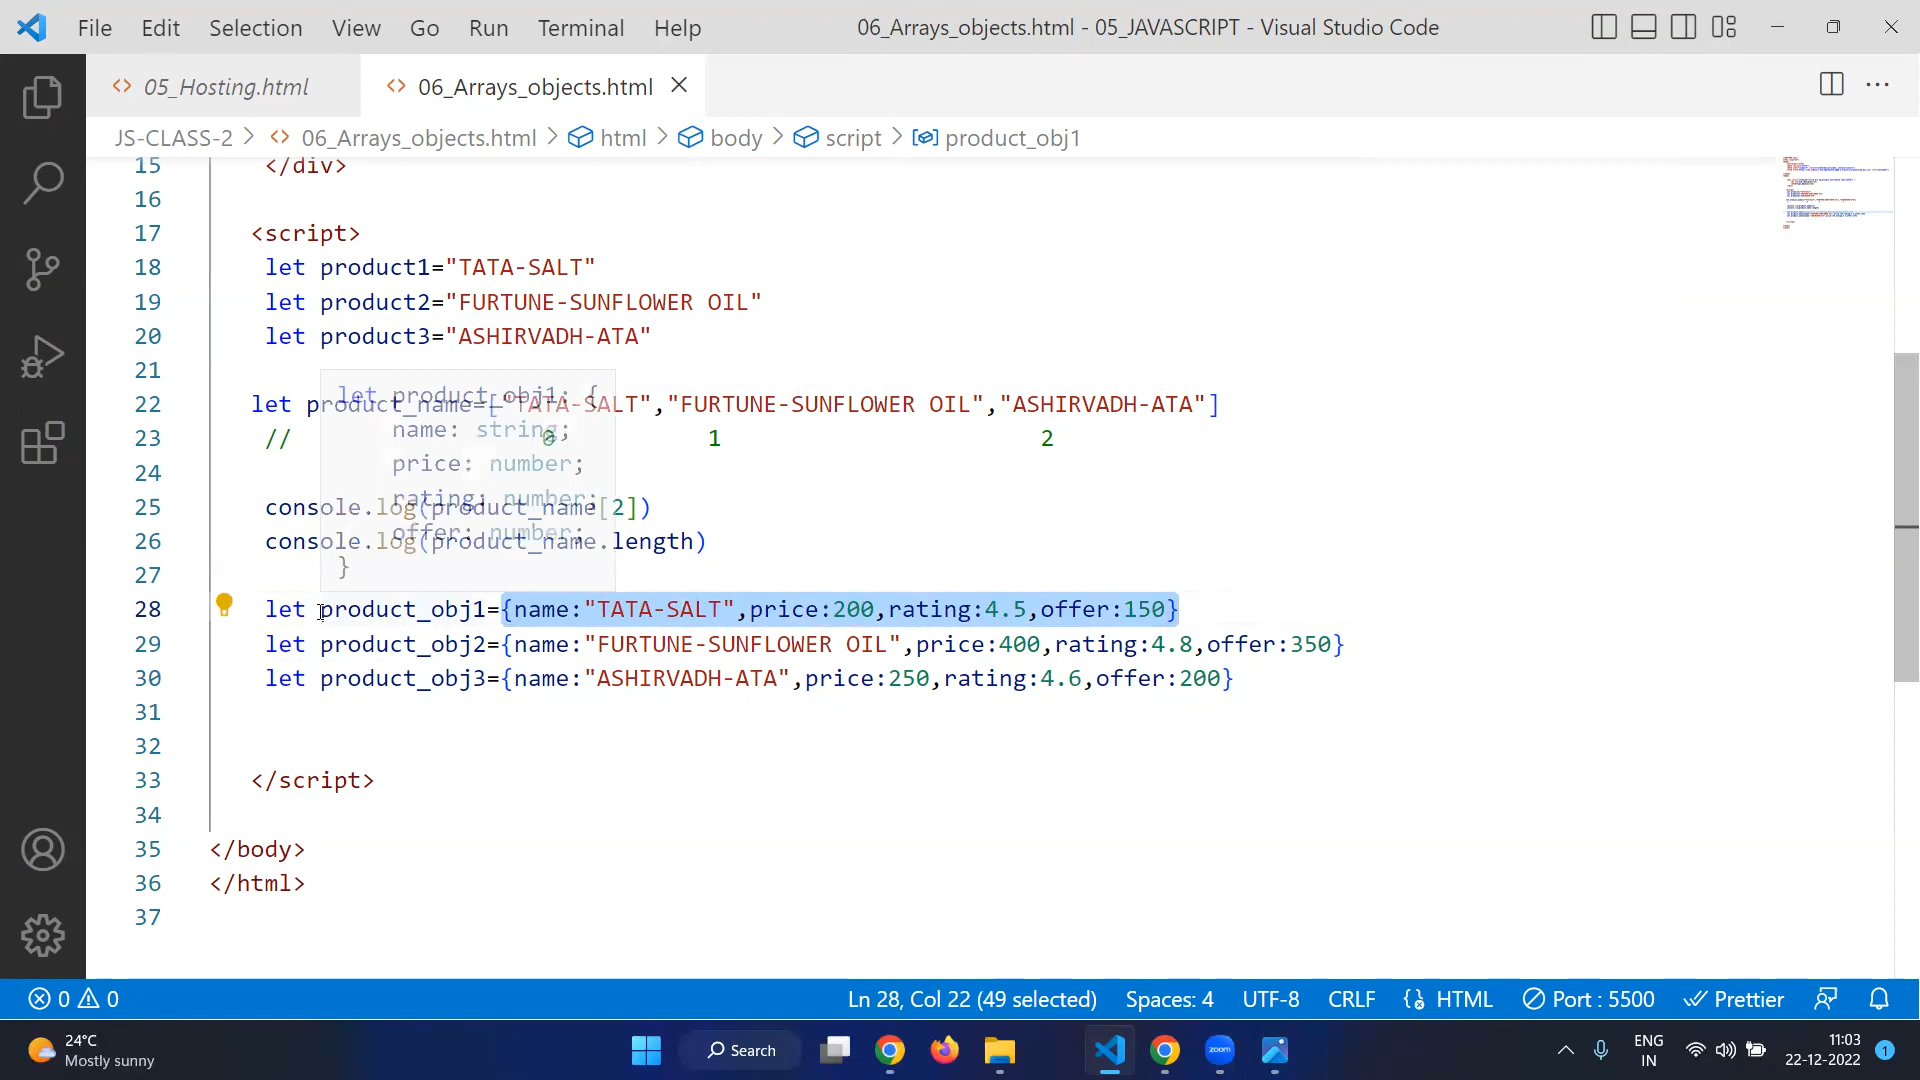 File Edit Selection View Go Run Terminal Help 06_Arrays_objects.html - 05_JAVASCRIPT - Visual Studio Code
05_Hosting.html 06_Arrays_objects.html
JS-CLASS-2 > 06_Arrays_objects.html > html > body > script > product_obj1
15 </div>
16
17 <script>
18 let product1="TATA-SALT"
19 let product2="FURTUNE-SUNFLOWER OIL"
20 let product3="ASHIRVADH-ATA"
21
let product_obj1: {
22 let product_name=["TATA-SALT","FURTUNE-SUNFLOWER OIL","ASHIRVADH-ATA"]
name: string;
23 // 0 1 2
price: number;
24
rating: number;
25 console.log(product_name[2])
offer: number;
26 console.log(product_name.length)
}
27
28 let product_obj1={name:"TATA-SALT",price:200,rating:4.5,offer:150}
29 let product_obj2={name:"FURTUNE-SUNFLOWER OIL",price:400,rating:4.8,offer:350}
30 let product_obj3={name:"ASHIRVADH-ATA",price:250,rating:4.6,offer:200}
31
32
33 </script>
34
35 </body>
36 </html>
37
0 0 Ln 28, Col 22 (49 selected) Spaces: 4 UTF-8 CRLF HTML Port : 5500 Prettier
24°C
Mostly sunny
Search
zoom
ENG
IN
11:03
22-12-2022
1